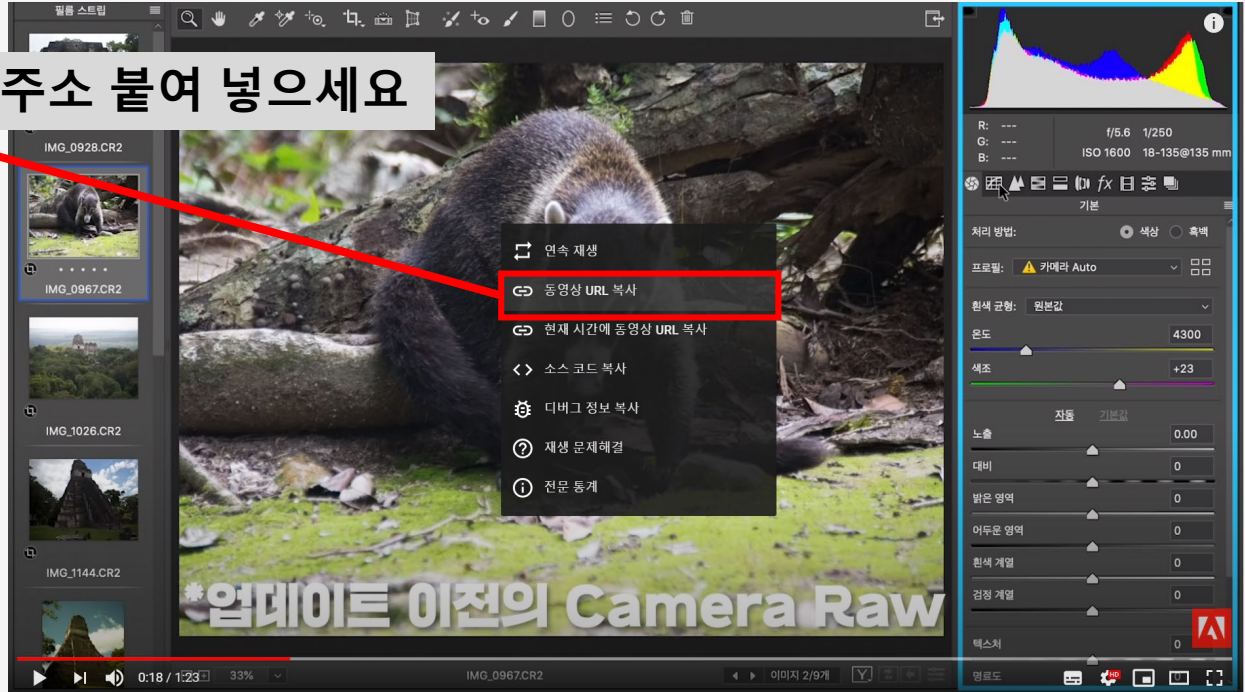 필름 스트립
주소 붙여 넣으세요
IMG_0928.CR2
IMG_0967.CR2
IMG_1026.CR2
IMG_1144.CR2
연속 재생
동영상 URL 복사
현재 시간에 동영상 URL 복사
소스 코드 복사
디버그 정보 복사
재생 문제해결
전문 통계
*업데이트 이전의 Camera Raw
33%
IMG_0967.CR2
이미지 2/9개
Y
0:18 / 1:23
HD
R: ---
G: ---
B: ---
f/5.6 1/250
ISO 1600 18-135@135 mm
fx
기본
처리 방법: 색상 흑백
프로필: 카메라 Auto
흰색 균형: 원본값
온도 4300
색조 +23
자동 기본값
노출 0.00
대비 0
밝은 영역 0
어두운 영역 0
흰색 계열 0
검정 계열 0
텍스처 0
명료도